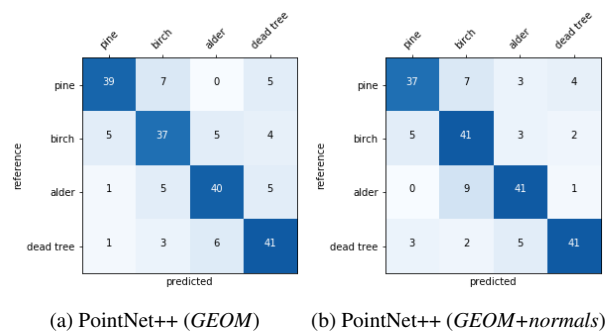 pine birch alder dead tree
pine 39 7 0 5
birch 5 37 5 4
alder 1 5 40 5
dead tree 1 3 6 41
reference
predicted
(a) PointNet++ (GEOM)
pine birch alder dead tree
pine 37 7 3 4
birch 5 41 3 2
alder 0 9 41 1
dead tree 3 2 5 41
reference
predicted
(b) PointNet++ (GEOM+normals)